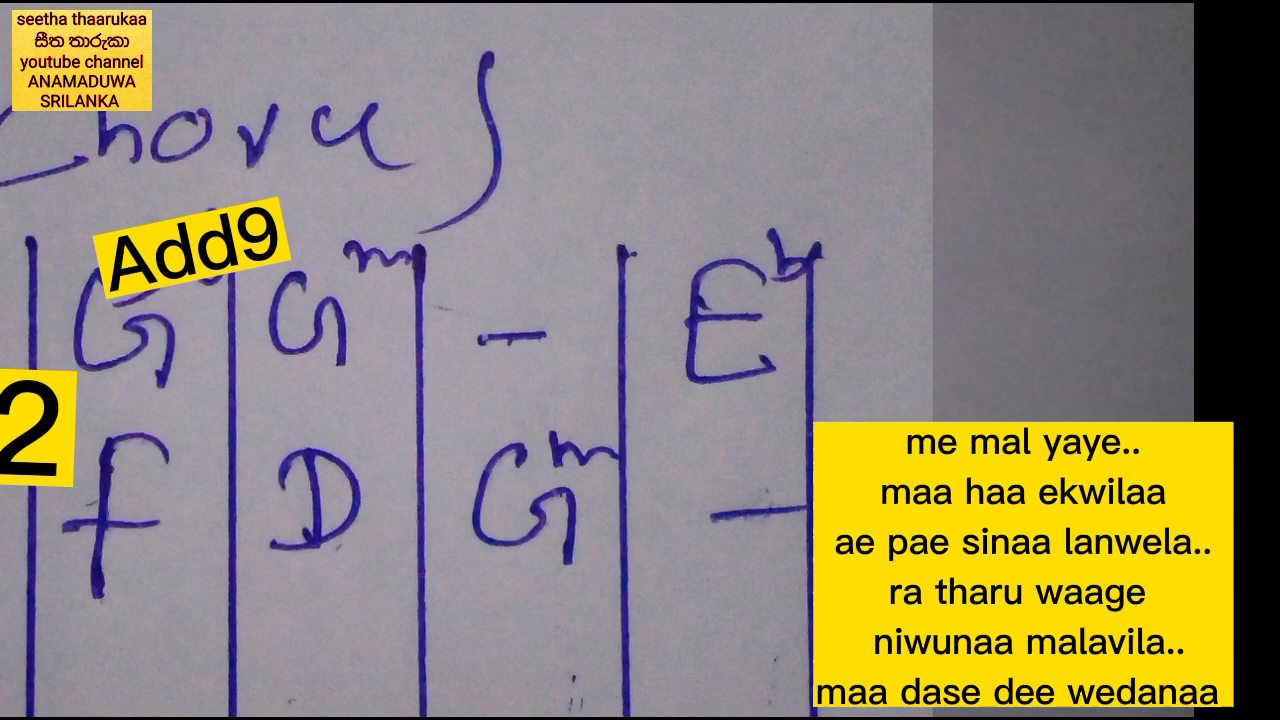 seetha thaarukaa
සීත තාරුකා
youtube channel
ANAMADUWA
SRILANKA
Chorus
Add9
G Gm - Eb
2
F D Gm -
me mal yaye..
maa haa ekwilaa
ae pae sinaa lanwela..
ra tharu waage
niwunaa malavila..
maa dase dee wedanaa